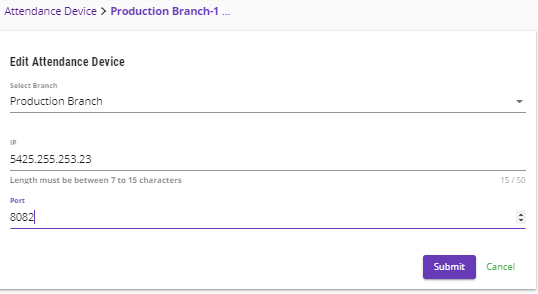 Attendance Device > Production Branch-1 ...
Edit Attendance Device
Select Branch
Production Branch
IP
5425.255.253.23
Length must be between 7 to 15 characters 15 / 50
Port
8082
Submit Cancel